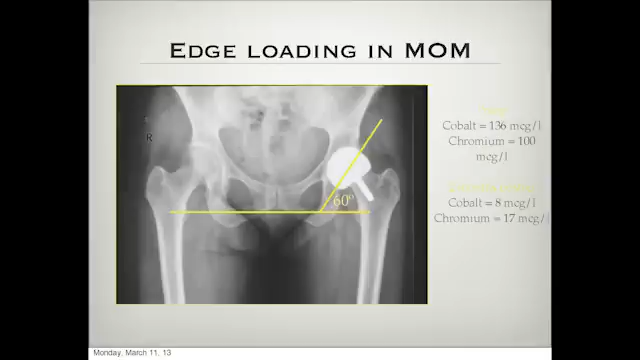 EDGE LOADING IN MOM
R
Cobalt = 136 mcg/l
Chromium = 100
mcg/l
60º
Cobalt = 8 mcg/l
Chromium = 17 mcg/l
Monday, March 11, 13